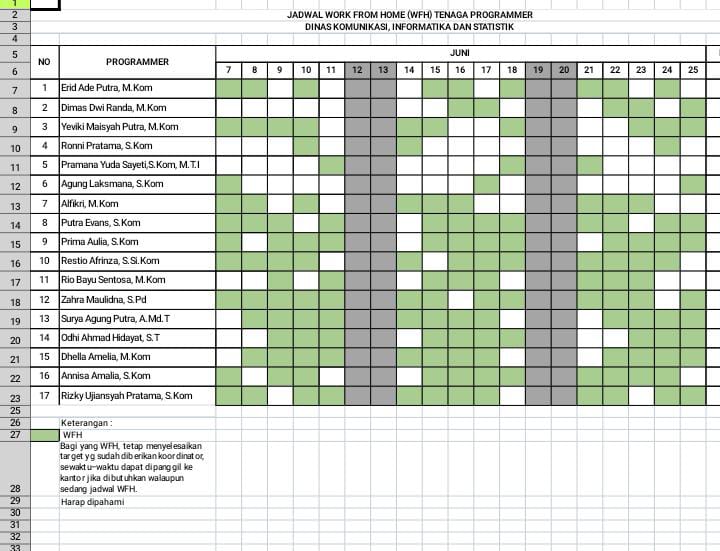 1
2 JADWAL WORK FROM HOME (WFH) TENAGA PROGRAMMER
3 DINAS KOMUNIKASI, INFORMATIKA DAN STATISTIK
4
5 NO PROGRAMMER JUNI
6 7 8 9 10 11 12 13 14 15 16 17 18 19 20 21 22 23 24 25
7 1 Erid Ade Putra, M.Kom
8 2 Dimas Dwi Randa, M.Kom
9 3 Yeviki Maisyah Putra, M.Kom
10 4 Ronni Pratama, S.Kom
11 5 Pramana Yuda Sayeti,S.Kom, M.T.I
12 6 Agung Laksmana, S.Kom
13 7 Alfikri, M.Kom
14 8 Putra Evans, S.Kom
15 9 Prima Aulia, S.Kom
16 10 Restio Afrinza, S.Si.Kom
17 11 Rio Bayu Sentosa, M.Kom
18 12 Zahra Maulidna, S.Pd
19 13 Surya Agung Putra, A.Md.T
20 14 Odhi Ahmad Hidayat, S.T
21 15 Dhella Amelia, M.Kom
22 16 Annisa Amalia, S.Kom
23 17 Rizky Ujiansyah Pratama, S.Kom
25
26 Keterangan :
27 WFH
Bagi yang WFH, tetap menyelesaikan
target yg sudah diberikan koordinator,
sewaktu-waktu dapat dipanggil ke
kantor jika dibutuhkan walaupun
28 sedang jadwal WFH.
29 Harap dipahami
30
31
32
33